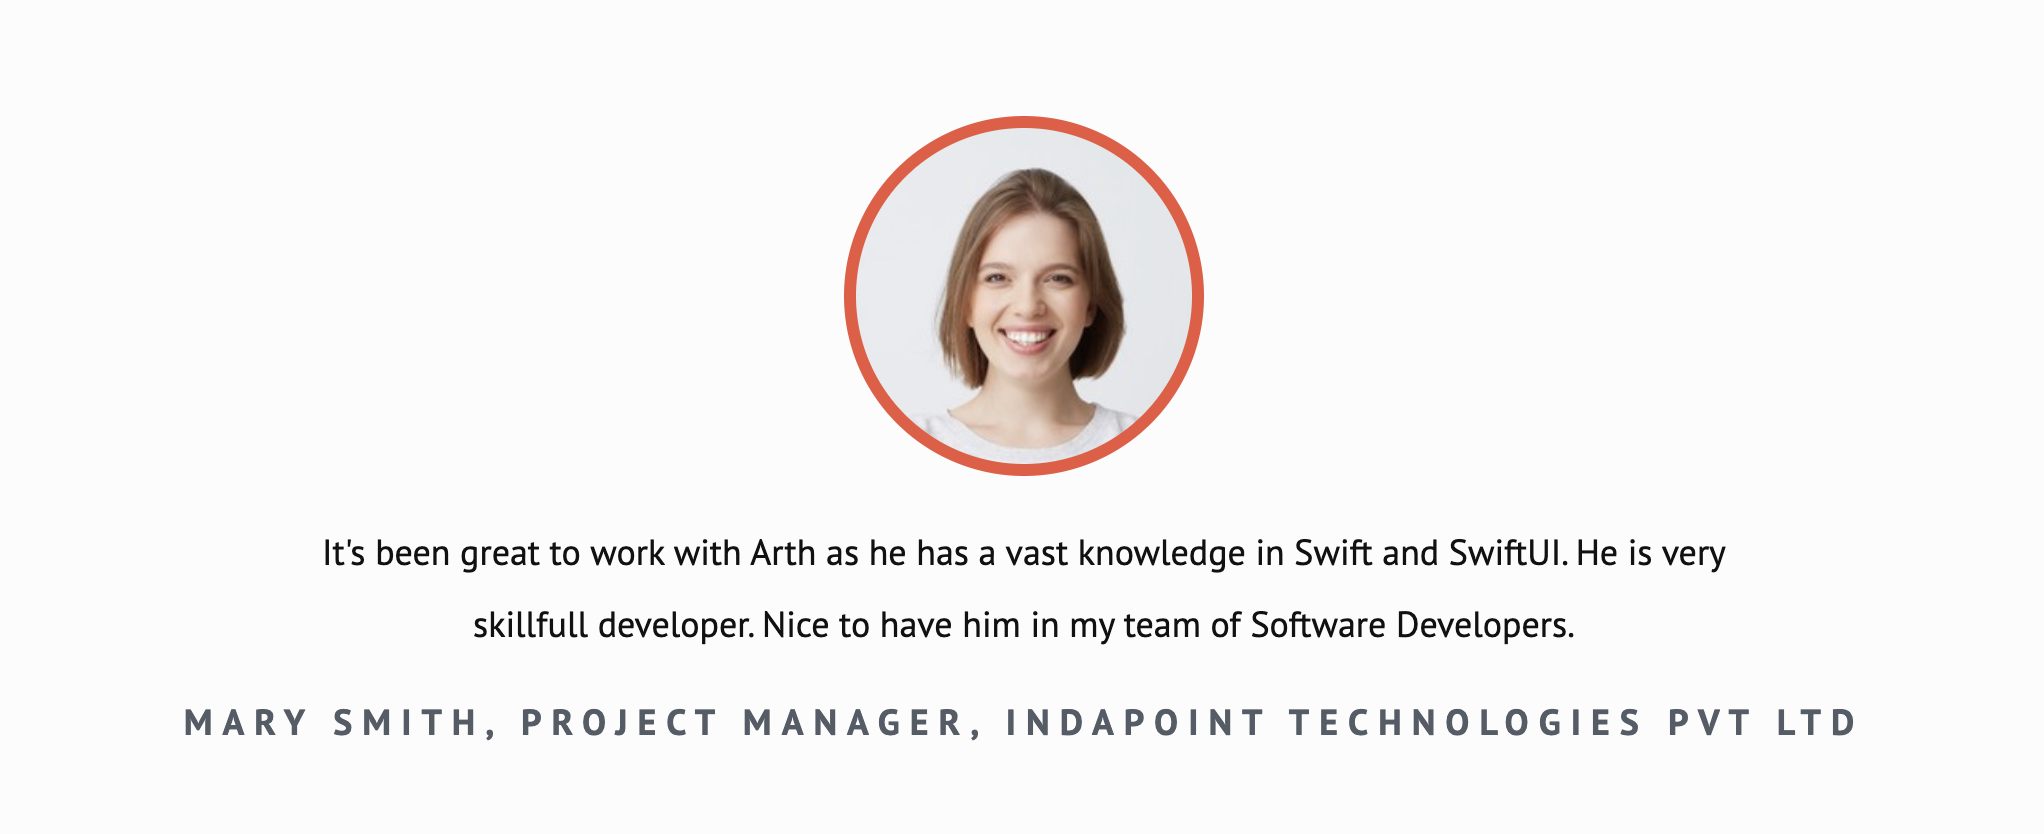 It's been great to work with Arth as he has a vast knowledge in Swift and SwiftUI. He is very
skillfull developer. Nice to have him in my team of Software Developers.
MARY SMITH, PROJECT MANAGER, INDAPOINT TECHNOLOGIES PVT LTD